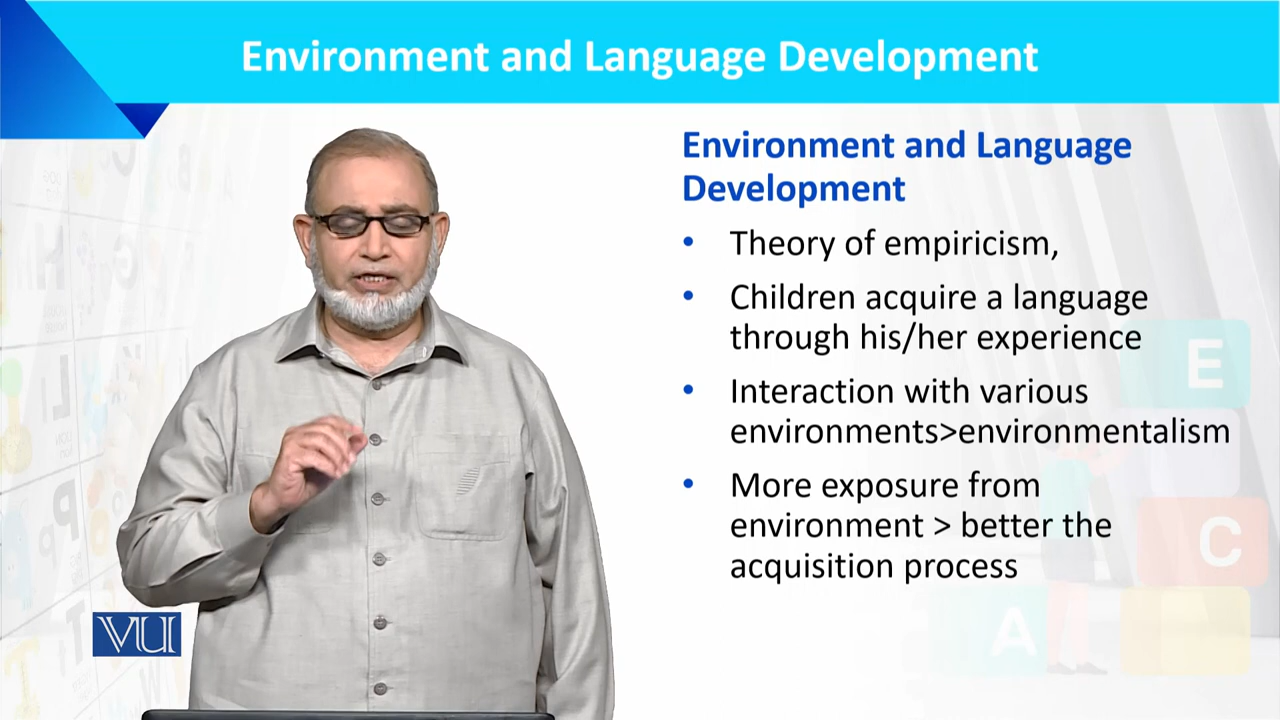 Environment and Language Development
Environment and Language
Development
• Theory of empiricism,
• Children acquire a language
through his/her experience
• Interaction with various
environments>environmentalism
• More exposure from
environment > better the
acquisition process
E
C
A
VU